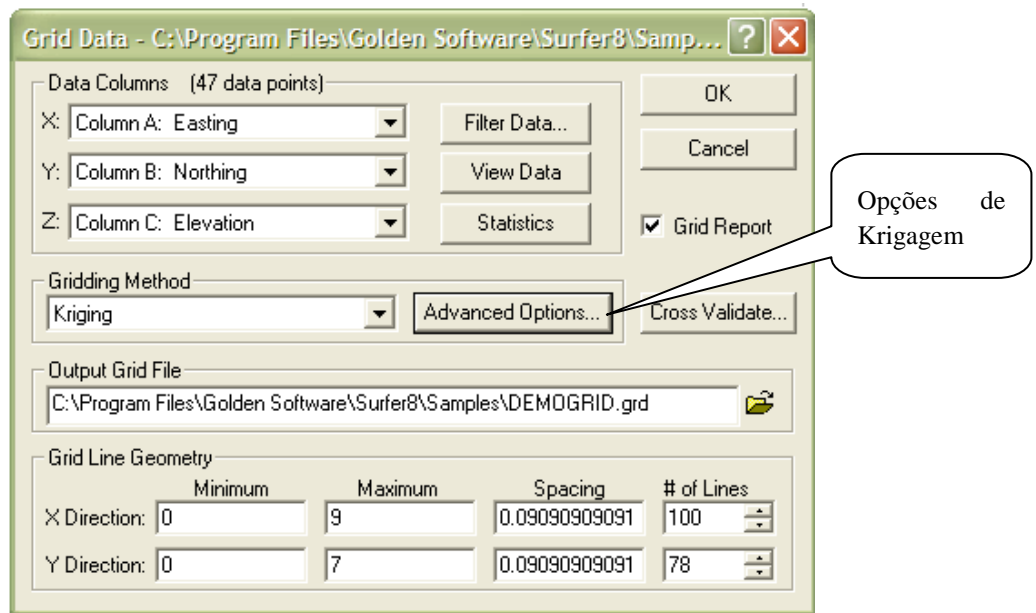 Grid Data - C:\Program Files\Golden Software\Surfer8\Samp...
Data Columns (47 data points)
X: Column A: Easting
Filter Data...
Y: Column B: Northing
View Data
Z: Column C: Elevation
Statistics
OK
Cancel
Grid Report
Opções de
Krigagem
Gridding Method
Kriging
Advanced Options...
Cross Validate...
Output Grid File
C:\Program Files\Golden Software\Surfer8\Samples\DEMOGRID.grd
Grid Line Geometry
Minimum Maximum Spacing # of Lines
X Direction: 0 9 0.09090909091 100
Y Direction: 0 7 0.09090909091 78